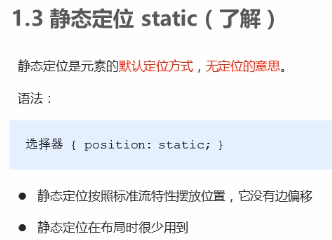 1.3 静态定位 static（了解）
静态定位是元素的默认定位方式，无定位的意思。
语法：
选择器 { position: static; }
● 静态定位按照标准流特性摆放位置，它没有边偏移
● 静态定位在布局时很少用到